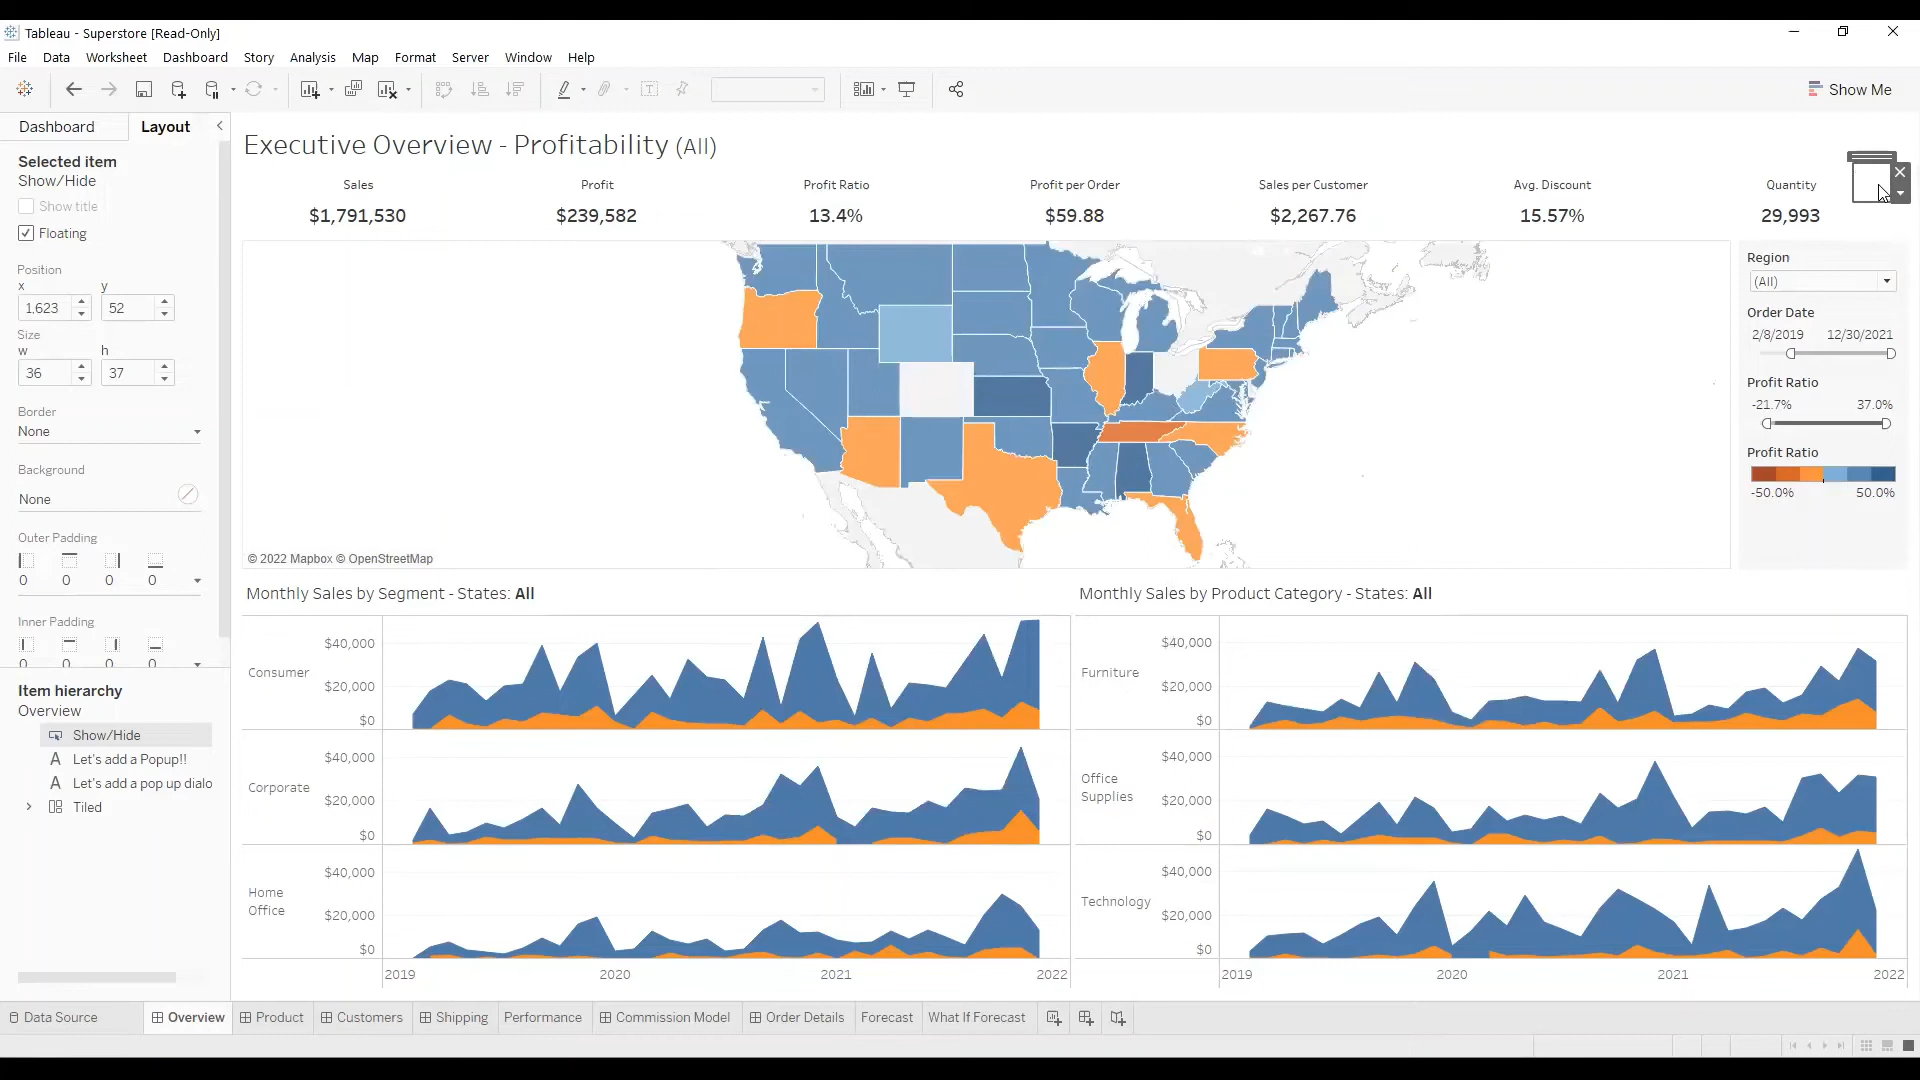 Tableau - Superstore [Read-Only]
File Data Worksheet Dashboard Story Analysis Map Format Server Window Help
Show Me
Dashboard Layout
Selected item
Show/Hide
Show title
Floating
Position
x y
1,623 52
Size
w h
36 37
Border
None
Background
None
Outer Padding
0 0 0 0
Inner Padding
0 0 0 0
Item hierarchy
Overview
Show/Hide
Let's add a Popup!!
Let's add a pop up dialo
Tiled
Executive Overview - Profitability (All)
Sales Profit Profit Ratio Profit per Order Sales per Customer Avg. Discount Quantity
$1,791,530 $239,582 13.4% $59.88 $2,267.76 15.57% 29,993
© 2022 Mapbox © OpenStreetMap
Region
(All)
Order Date
2/8/2019 12/30/2021
Profit Ratio
-21.7% 37.0%
Profit Ratio
-50.0% 50.0%
Monthly Sales by Segment - States: All
Consumer
$40,000
$20,000
$0
Corporate
$40,000
$20,000
$0
Home
Office
$40,000
$20,000
$0
2019 2020 2021 2022
Monthly Sales by Product Category - States: All
Furniture
$40,000
$20,000
$0
Office
Supplies
$40,000
$20,000
$0
Technology
$40,000
$20,000
$0
2019 2020 2021 2022
Data Source Overview Product Customers Shipping Performance Commission Model Order Details Forecast What If Forecast